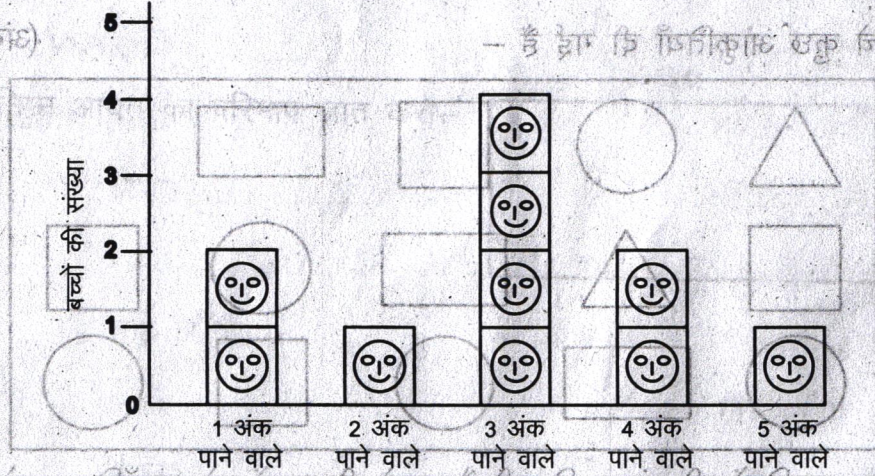 5
4
3
2
1
0
बच्चों की संख्या
1 अंक
पाने वाले
2 अंक
पाने वाले
3 अंक
पाने वाले
4 अंक
पाने वाले
5 अंक
पाने वाले